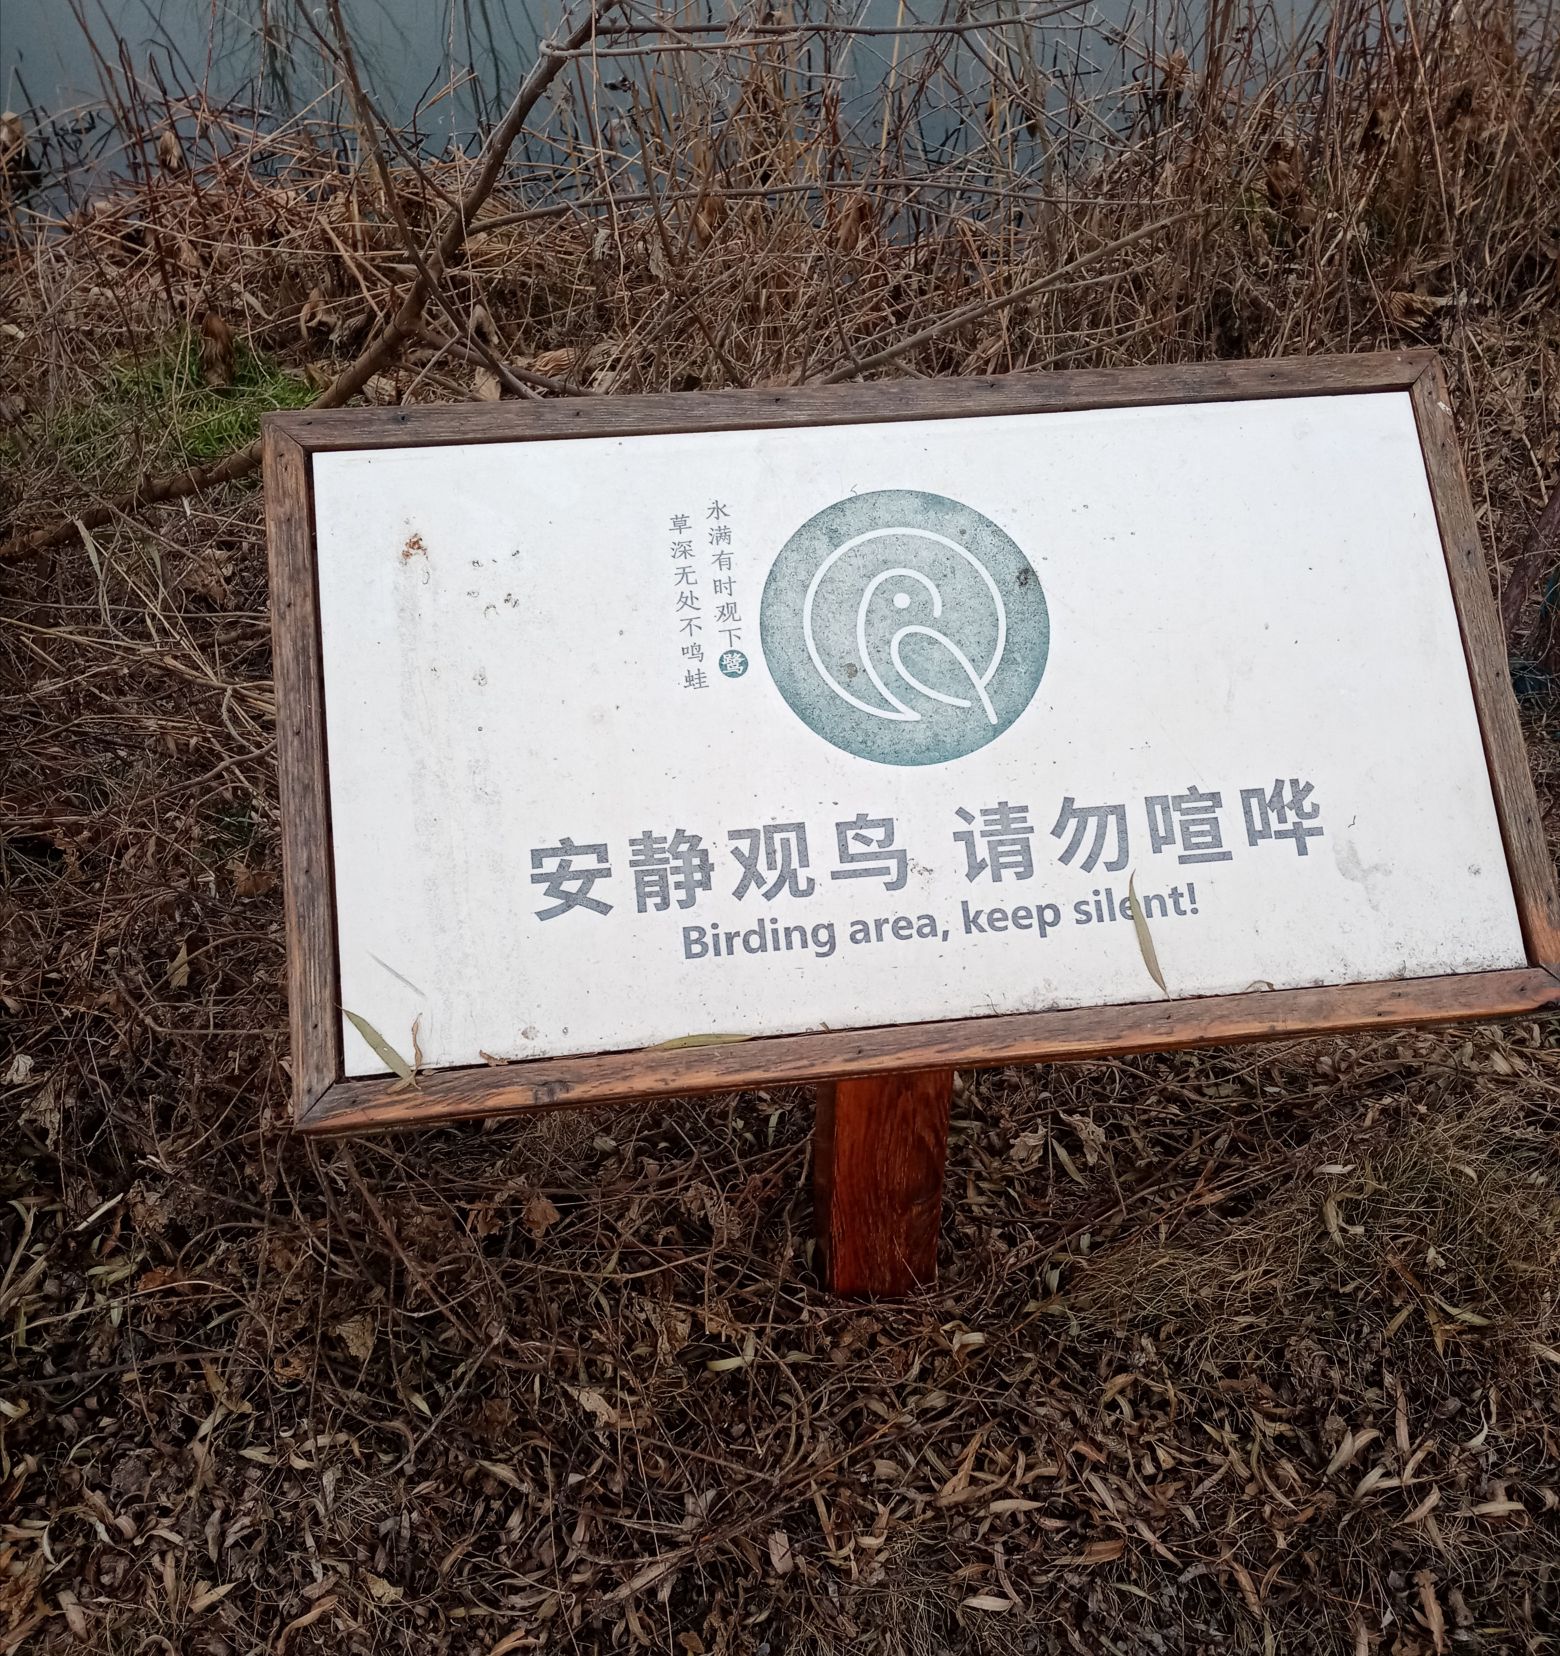 永满有时观下鹭
草深无处不鸣蛙
安静观鸟 请勿喧哗
Birding area, keep silent!